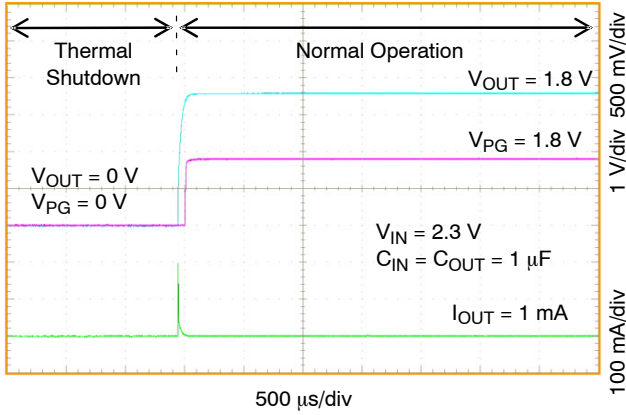 Thermal
Shutdown
Normal Operation
VOUT = 1.8 V
VPG = 1.8 V
VOUT = 0 V
VPG = 0 V
VIN = 2.3 V
CIN = COUT = 1 μF
IOUT = 1 mA
500 μs/div
500 mV/div
1 V/div
100 mA/div